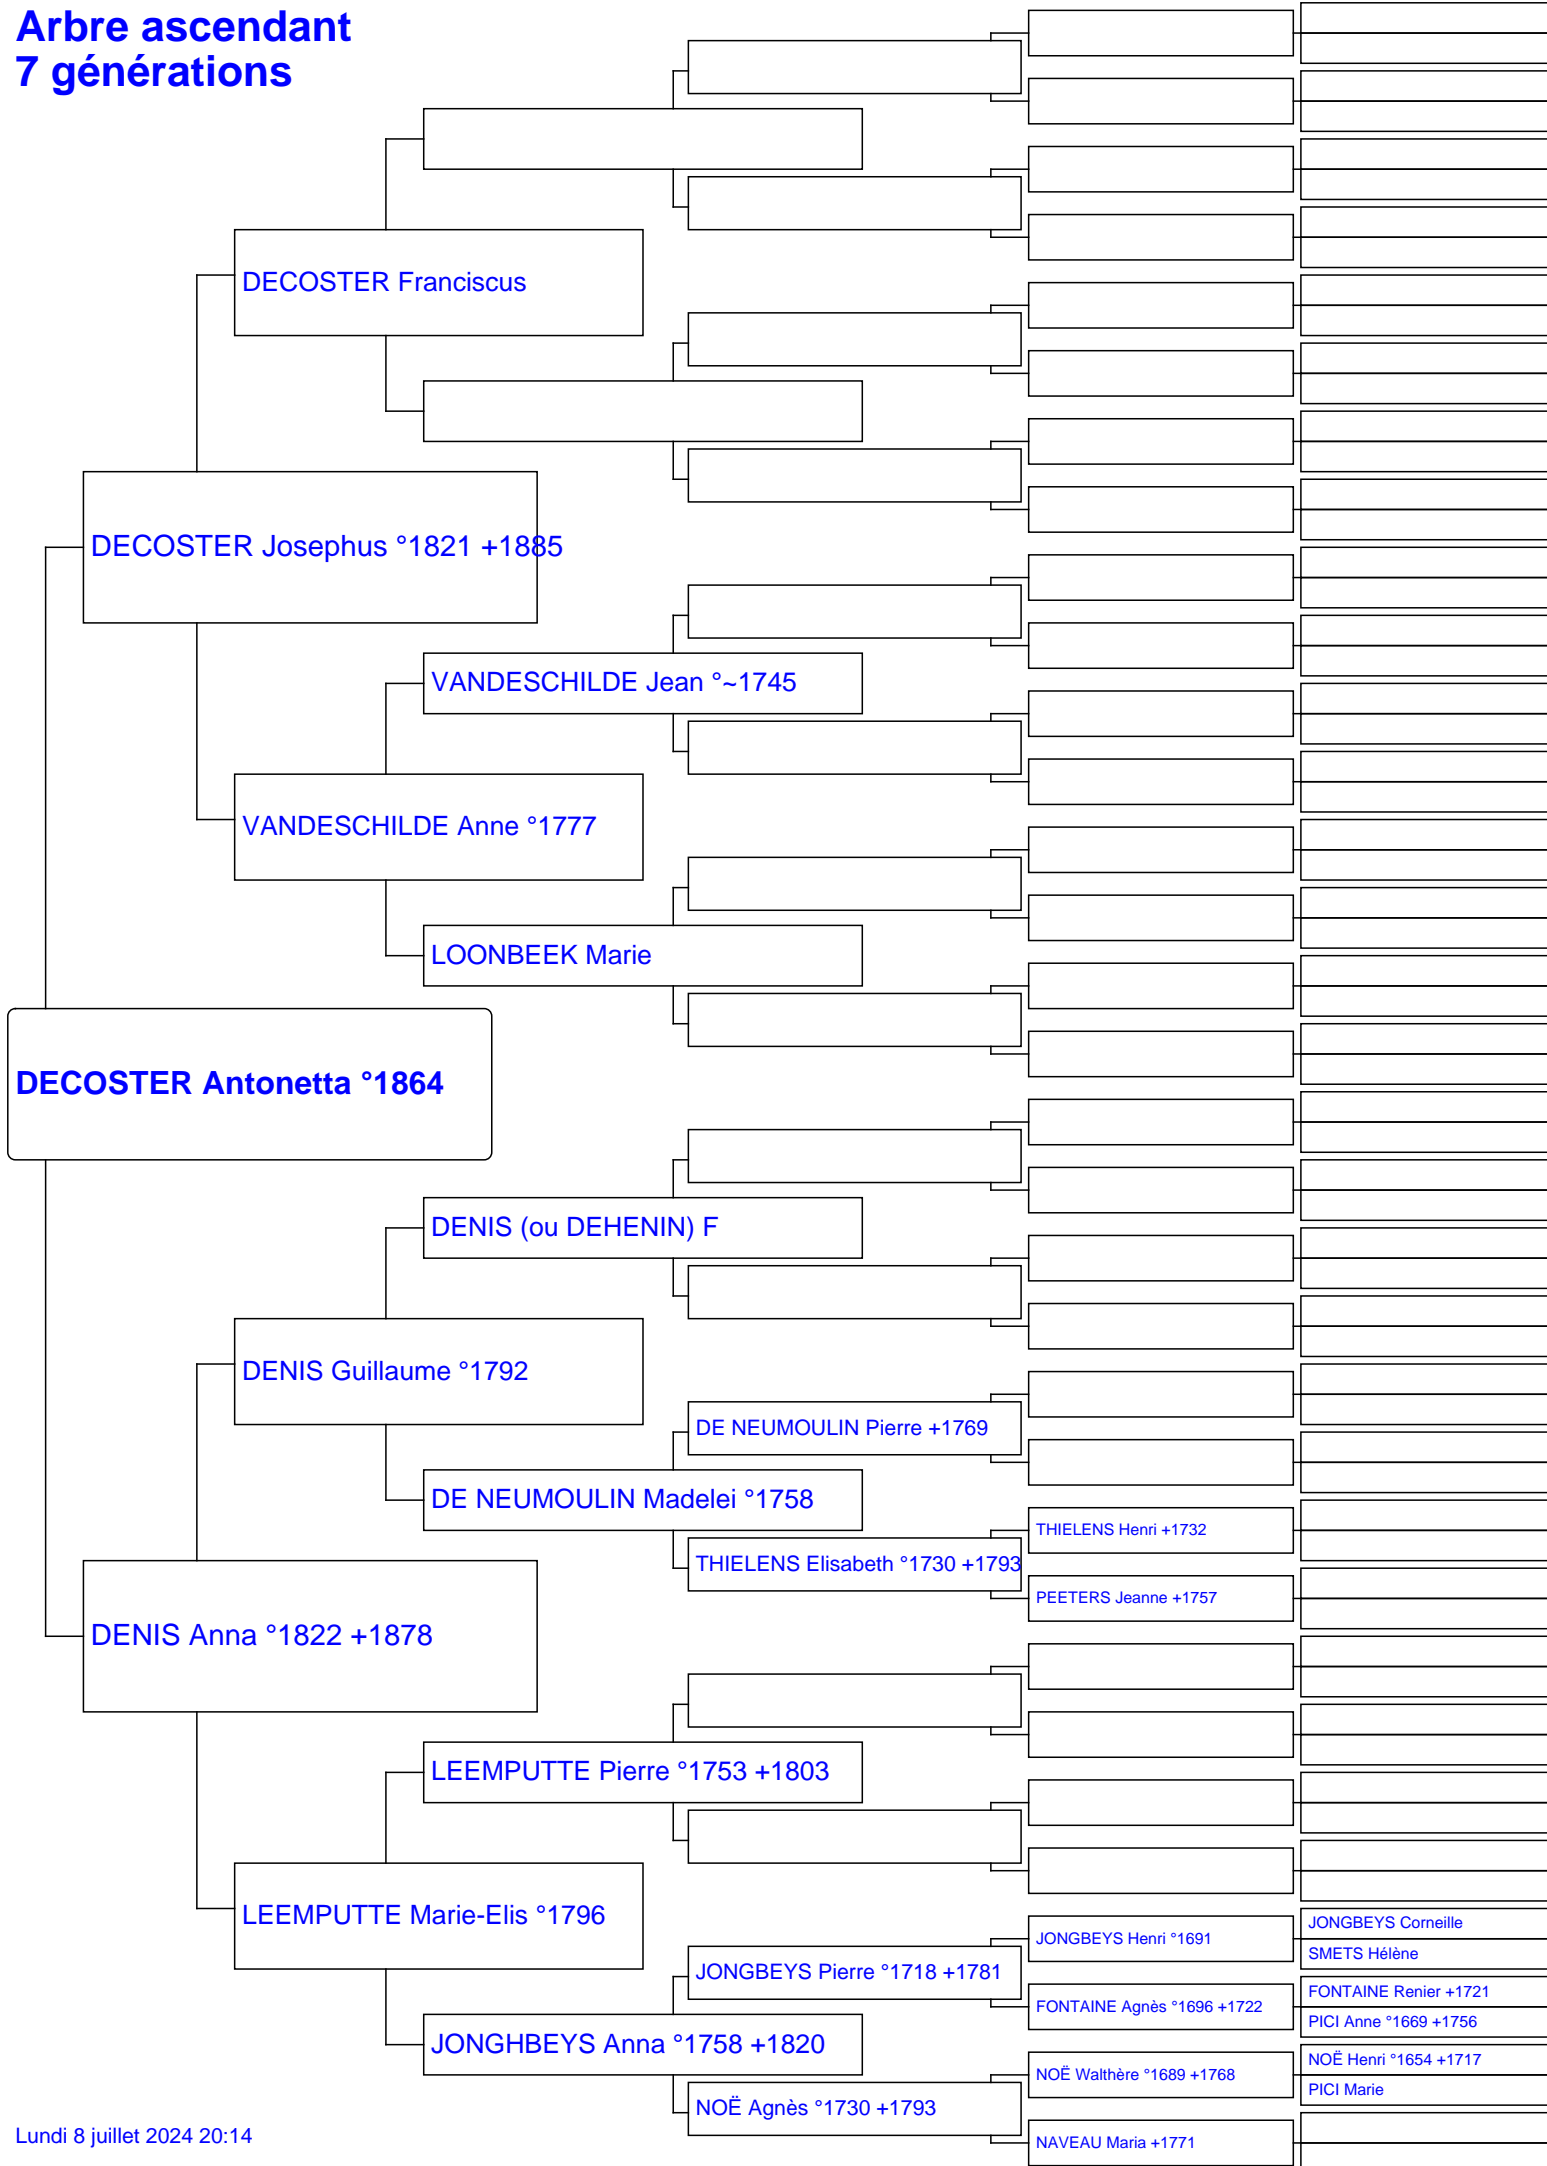 Arbre ascendant
7 générations
DECOSTER Franciscus
DECOSTER Josephus °1821 +1885
VANDESCHILDE Jean °~1745
VANDESCHILDE Anne °1777
LOONBEEK Marie
DECOSTER Antonetta °1864
DENIS (ou DEHENIN) F
DENIS Guillaume °1792
DE NEUMOULIN Pierre +1769
DE NEUMOULIN Madelei °1758
THIELENS Henri +1732
THIELENS Elisabeth °1730 +1793
PEETERS Jeanne +1757
DENIS Anna °1822 +1878
LEEMPUTTE Pierre °1753 +1803
LEEMPUTTE Marie-Elis °1796
JONGBEYS Corneille
JONGBEYS Henri °1691
SMETS Hélène
JONGBEYS Pierre °1718 +1781
FONTAINE Renier +1721
FONTAINE Agnès °1696 +1722
PICI Anne °1669 +1756
JONGHBEYS Anna °1758 +1820
NOË Henri °1654 +1717
NOË Walthère °1689 +1768
PICI Marie
NOË Agnès °1730 +1793
NAVEAU Maria +1771
Lundi 8 juillet 2024 20:14